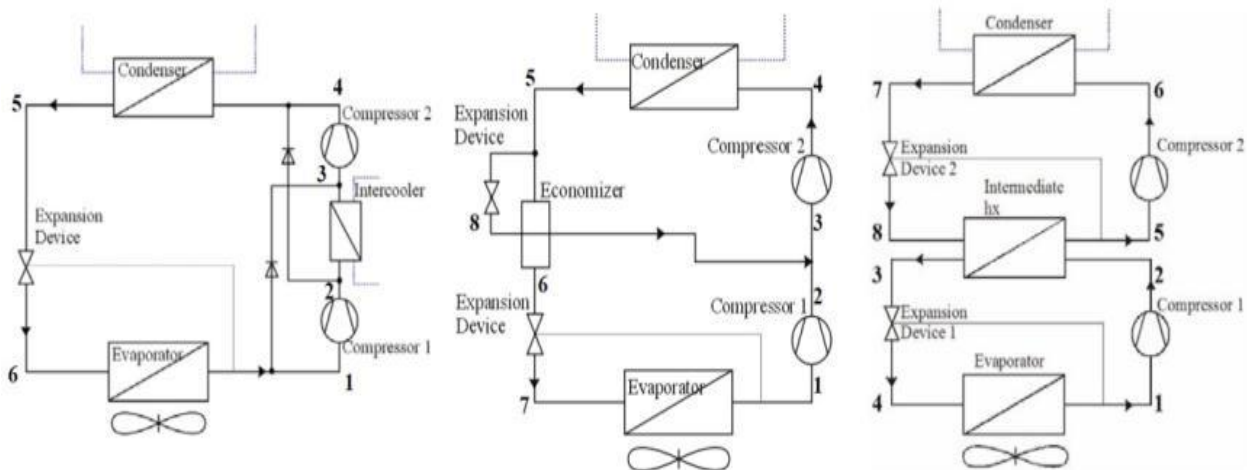 Condenser
4
5
Compressor 2
3
Intercooler
Expansion
Device
2
Compressor 1
Evaporator
6
1
Condenser
5
4
Expansion
Device
Compressor 2
Economizer
8
3
6
Expansion
Device
Compressor 1
2
Evaporator
7
1
Condenser
7
6
Expansion
Device 2
Compressor 2
Intermediate
hx
8
5
3
2
Expansion
Device 1
Compressor 1
Evaporator
4
1